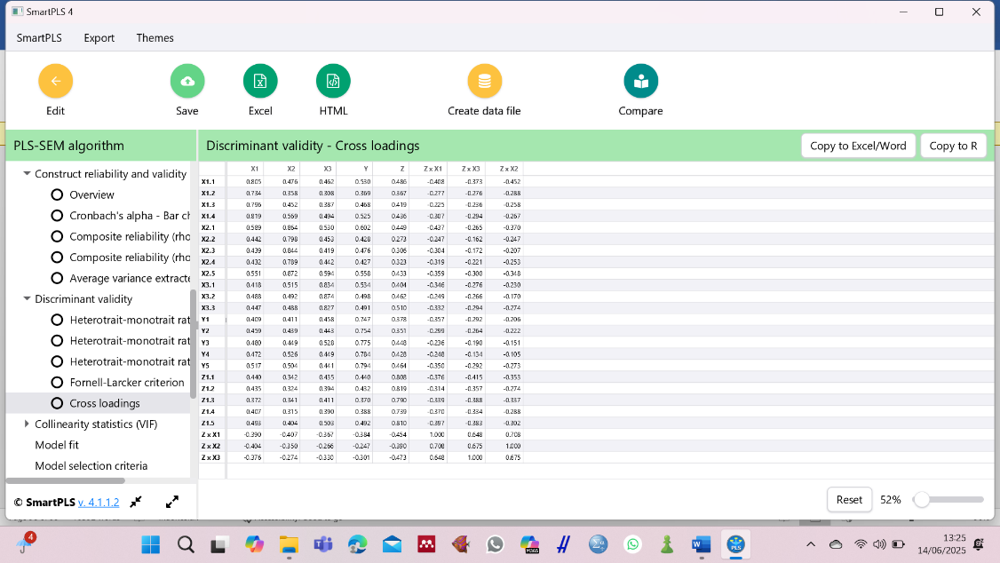 SmartPLS 4
SmartPLS Export Themes
Edit Save Excel HTML Create data file Compare
PLS-SEM algorithm
Construct reliability and validity
Overview
Cronbach's alpha - Bar ch
Composite reliability (rho
Composite reliability (rho
Average variance extracte
Discriminant validity
Heterotrait-monotrait rat
Heterotrait-monotrait rat
Heterotrait-monotrait rat
Fornell-Larcker criterion
Cross loadings
Collinearity statistics (VIF)
Model fit
Model selection criteria
© SmartPLS v. 4.1.1.2
Discriminant validity - Cross loadings Copy to Excel/Word Copy to R
X1 X2 X3 Y Z Z x X1 Z x X3 Z x X2
X1.1 0.805 0.476 0.462 0.530 0.486 -0.408 -0.373 -0.452
X1.2 0.734 0.358 0.308 0.369 0.367 -0.277 -0.276 -0.288
X1.3 0.796 0.452 0.387 0.468 0.419 -0.225 -0.236 -0.258
X1.4 0.819 0.569 0.494 0.525 0.436 -0.307 -0.294 -0.267
X2.1 0.589 0.864 0.530 0.602 0.449 -0.437 -0.265 -0.370
X2.2 0.442 0.798 0.453 0.428 0.273 -0.247 -0.162 -0.247
X2.3 0.439 0.844 0.419 0.476 0.306 -0.304 -0.172 -0.207
X2.4 0.432 0.789 0.442 0.427 0.323 -0.319 -0.221 -0.253
X2.5 0.551 0.872 0.594 0.558 0.433 -0.359 -0.300 -0.348
X3.1 0.418 0.515 0.834 0.534 0.404 -0.346 -0.276 -0.230
X3.2 0.488 0.492 0.874 0.498 0.462 -0.249 -0.266 -0.170
X3.3 0.447 0.488 0.827 0.491 0.510 -0.332 -0.294 -0.274
Y1 0.409 0.411 0.458 0.747 0.378 -0.357 -0.292 -0.206
Y2 0.459 0.439 0.443 0.754 0.351 -0.299 -0.264 -0.222
Y3 0.480 0.449 0.528 0.775 0.448 -0.236 -0.190 -0.151
Y4 0.472 0.526 0.449 0.784 0.428 -0.248 -0.134 -0.105
Y5 0.517 0.504 0.441 0.794 0.464 -0.350 -0.292 -0.273
Z1.1 0.440 0.342 0.435 0.440 0.808 -0.376 -0.415 -0.353
Z1.2 0.435 0.324 0.394 0.432 0.819 -0.314 -0.357 -0.274
Z1.3 0.372 0.341 0.411 0.370 0.790 -0.339 -0.388 -0.337
Z1.4 0.407 0.315 0.390 0.388 0.739 -0.370 -0.334 -0.288
Z1.5 0.493 0.404 0.503 0.492 0.810 -0.397 -0.383 -0.302
Z x X1 -0.390 -0.407 -0.367 -0.384 -0.454 1.000 0.648 0.708
Z x X2 -0.404 -0.350 -0.266 -0.247 -0.390 0.708 0.675 1.000
Z x X3 -0.376 -0.274 -0.330 -0.301 -0.473 0.648 1.000 0.675
Reset 52%
4
M365
PLS
13:25
14/06/2025